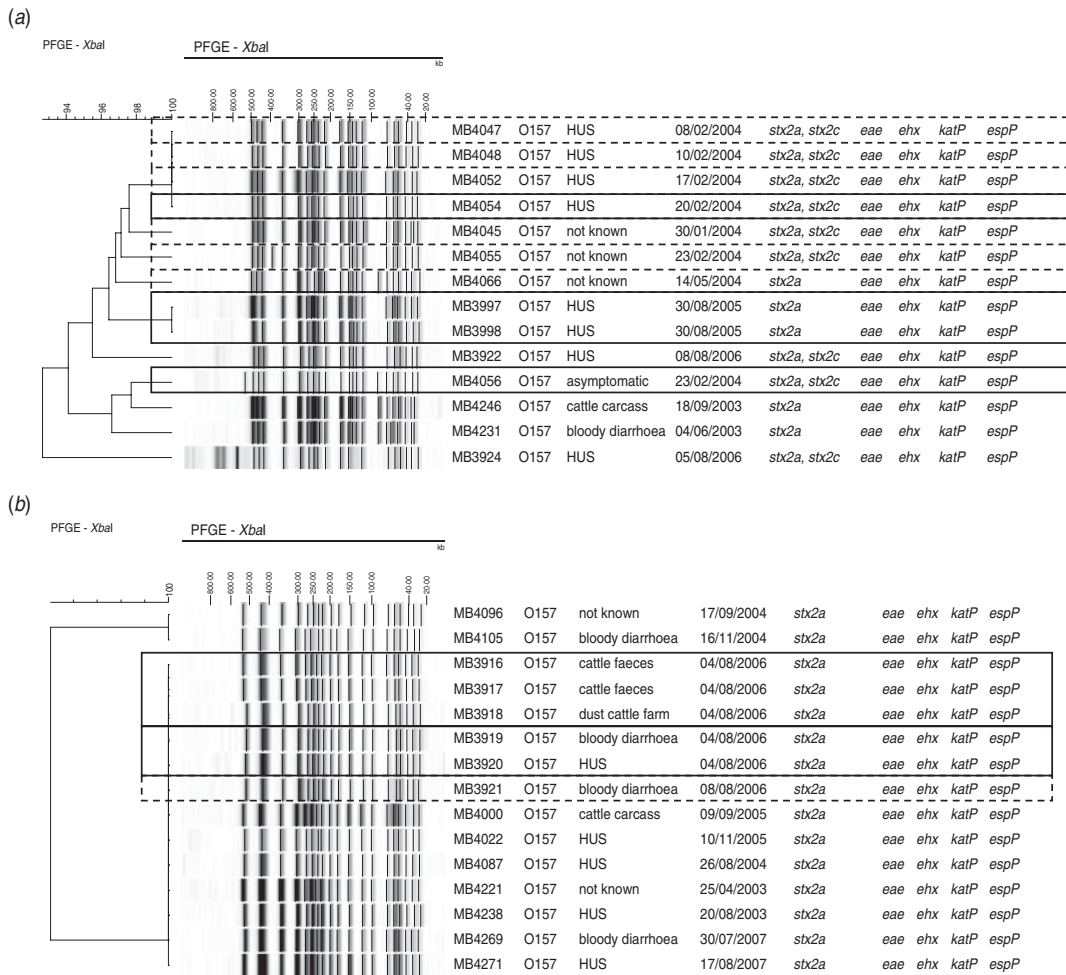 (a)
PFGE - XbaI PFGE - XbaI
kb
94 96 98 100 800·00 600·00 500·00 400·00 300·00 250·00 200·00 150·00 100·00 40·00 20·00
MB4047 O157 HUS 08/02/2004 stx2a, stx2c eae ehx katP espP
MB4048 O157 HUS 10/02/2004 stx2a, stx2c eae ehx katP espP
MB4052 O157 HUS 17/02/2004 stx2a, stx2c eae ehx katP espP
MB4054 O157 HUS 20/02/2004 stx2a, stx2c eae ehx katP espP
MB4045 O157 not known 30/01/2004 stx2a, stx2c eae ehx katP espP
MB4055 O157 not known 23/02/2004 stx2a, stx2c eae ehx katP espP
MB4066 O157 not known 14/05/2004 stx2a eae ehx katP espP
MB3997 O157 HUS 30/08/2005 stx2a eae ehx katP espP
MB3998 O157 HUS 30/08/2005 stx2a eae ehx katP espP
MB3922 O157 HUS 08/08/2006 stx2a, stx2c eae ehx katP espP
MB4056 O157 asymptomatic 23/02/2004 stx2a, stx2c eae ehx katP espP
MB4246 O157 cattle carcass 18/09/2003 stx2a eae ehx katP espP
MB4231 O157 bloody diarrhoea 04/06/2003 stx2a eae ehx katP espP
MB3924 O157 HUS 05/08/2006 stx2a, stx2c eae ehx katP espP
(b)
PFGE - XbaI PFGE - XbaI
kb
100 800·00 500·00 400·00 300·00 250·00 200·00 150·00 100·00 40·00 20·00
MB4096 O157 not known 17/09/2004 stx2a eae ehx katP espP
MB4105 O157 bloody diarrhoea 16/11/2004 stx2a eae ehx katP espP
MB3916 O157 cattle faeces 04/08/2006 stx2a eae ehx katP espP
MB3917 O157 cattle faeces 04/08/2006 stx2a eae ehx katP espP
MB3918 O157 dust cattle farm 04/08/2006 stx2a eae ehx katP espP
MB3919 O157 bloody diarrhoea 04/08/2006 stx2a eae ehx katP espP
MB3920 O157 HUS 04/08/2006 stx2a eae ehx katP espP
MB3921 O157 bloody diarrhoea 08/08/2006 stx2a eae ehx katP espP
MB4000 O157 cattle carcass 09/09/2005 stx2a eae ehx katP espP
MB4022 O157 HUS 10/11/2005 stx2a eae ehx katP espP
MB4087 O157 HUS 26/08/2004 stx2a eae ehx katP espP
MB4221 O157 not known 25/04/2003 stx2a eae ehx katP espP
MB4238 O157 HUS 20/08/2003 stx2a eae ehx katP espP
MB4269 O157 bloody diarrhoea 30/07/2007 stx2a eae ehx katP espP
MB4271 O157 HUS 17/08/2007 stx2a eae ehx katP espP